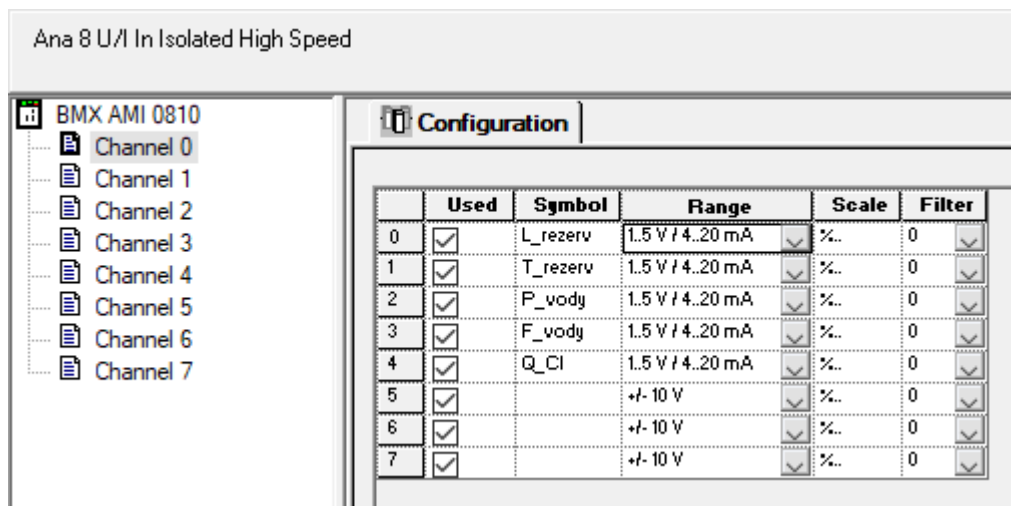 Ana 8 U/I In Isolated High Speed
BMX AMI 0810
Channel 0
Channel 1
Channel 2
Channel 3
Channel 4
Channel 5
Channel 6
Channel 7
Configuration
Used Symbol Range Scale Filter
0 L_rezerv 1..5 V / 4..20 mA %.. 0
1 T_rezerv 1..5 V / 4..20 mA %.. 0
2 P_vody 1..5 V / 4..20 mA %.. 0
3 F_vody 1..5 V / 4..20 mA %.. 0
4 Q_Cl 1..5 V / 4..20 mA %.. 0
5 +/- 10 V %.. 0
6 +/- 10 V %.. 0
7 +/- 10 V %.. 0